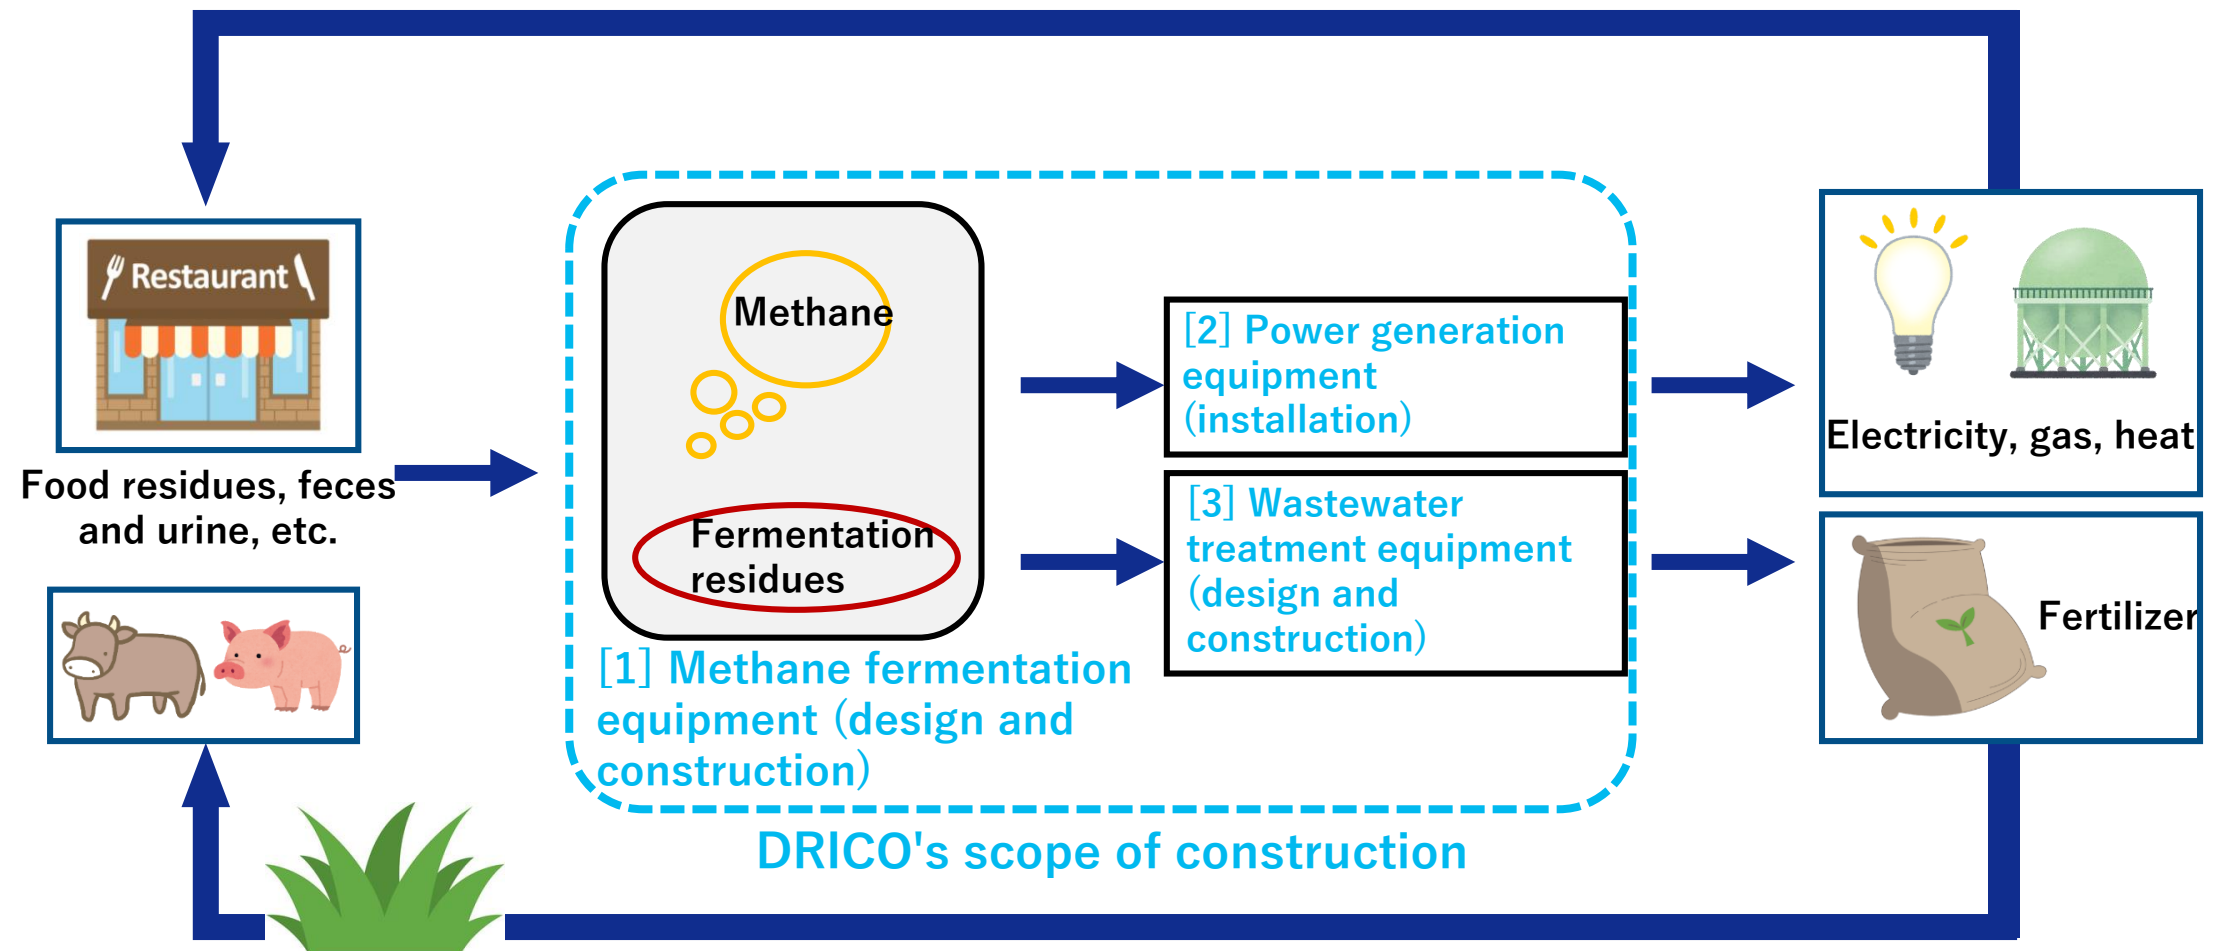 Restaurant
Food residues, feces
and urine, etc.
Methane
Fermentation
residues
[1] Methane fermentation
equipment (design and
construction)
[2] Power generation
equipment
(installation)
[3] Wastewater
treatment equipment
(design and
construction)
DRICO's scope of construction
Electricity, gas, heat
Fertilizer